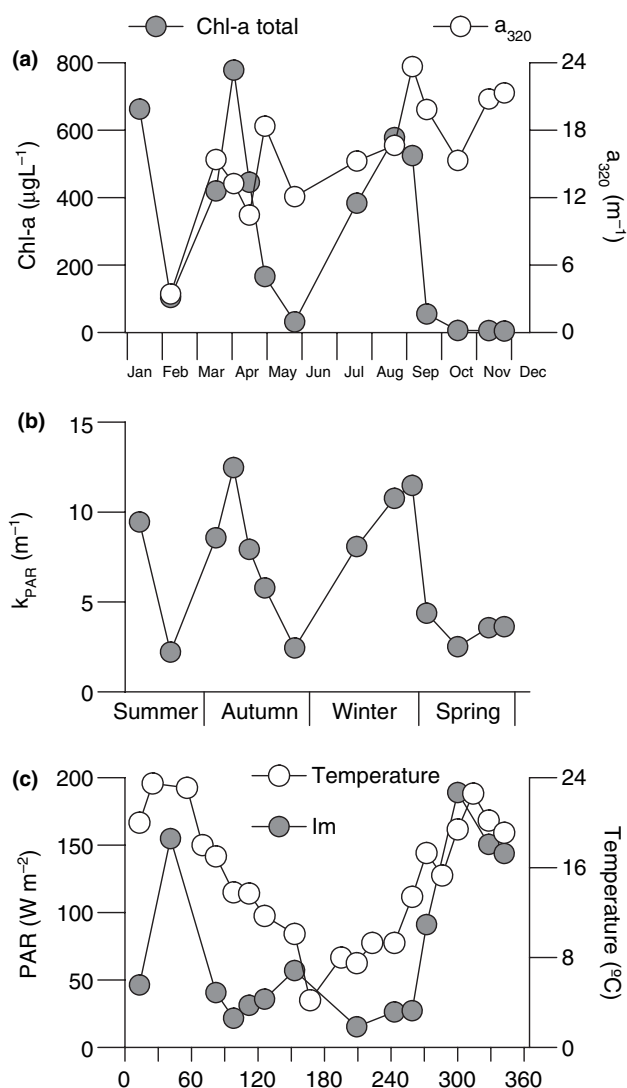 Chl-a total a320
(a)
800 24
600 18
400 12
200 6
0 0
Chl-a (µgL−1)
a320 (m−1)
Jan Feb Mar Apr May Jun Jul Aug Sep Oct Nov Dec
(b)
15
10
5
0
kPAR (m−1)
Summer Autumn Winter Spring
(c)
Temperature
Im
200 24
150 16
100
50 8
0 0
PAR (W m−2)
Temperature (ºC)
0 60 120 180 240 300 360